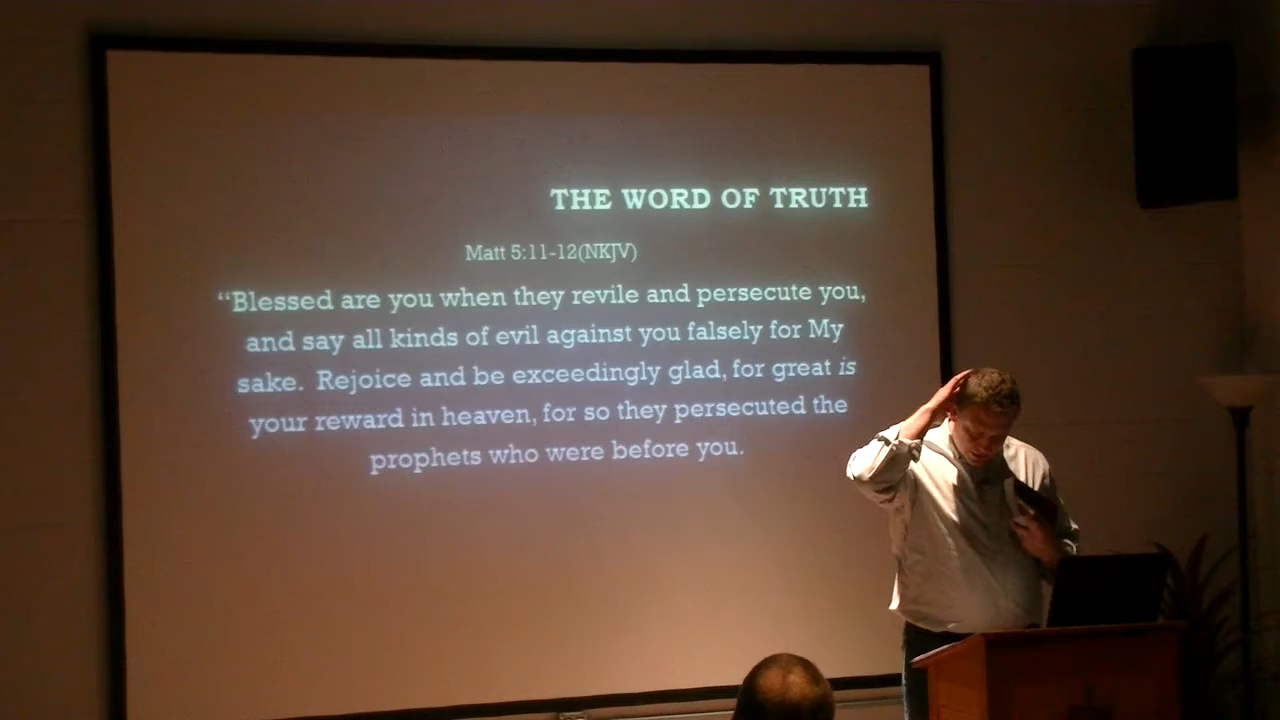 THE WORD OF TRUTH
Matt 5:11-12(NKJV)
“Blessed are you when they revile and persecute you,
and say all kinds of evil against you falsely for My
sake.  Rejoice and be exceedingly glad, for great is
your reward in heaven, for so they persecuted the
prophets who were before you.